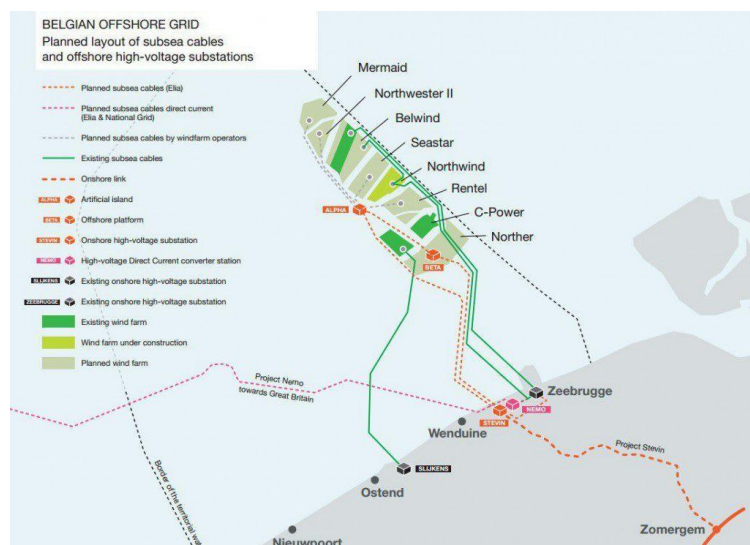 BELGIAN OFFSHORE GRID
Planned layout of subsea cables
and offshore high-voltage substations
Planned subsea cables (Elia)
Planned subsea cables direct current
(Elia & National Grid)
Planned subsea cables by windfarm operators
Existing subsea cables
Onshore link
ALPHA Artificial island
BETA Offshore platform
STEVIN Onshore high-voltage substation
NEMO High-voltage Direct Current converter station
SLIJKENS Existing onshore high-voltage substation
ZEEBRUGGE Existing onshore high-voltage substation
Existing wind farm
Wind farm under construction
Planned wind farm
Mermaid
Northwester II
Belwind
Seastar
Northwind
Rentel
C-Power
Norther
ALPHA
BETA
Project Nemo
towards Great Britain
Zeebrugge
NEMO
STEVIN
Wenduine
Project Stevin
SLIJKENS
Ostend
Border of the territorial
Zomergem
Nieuwpoort